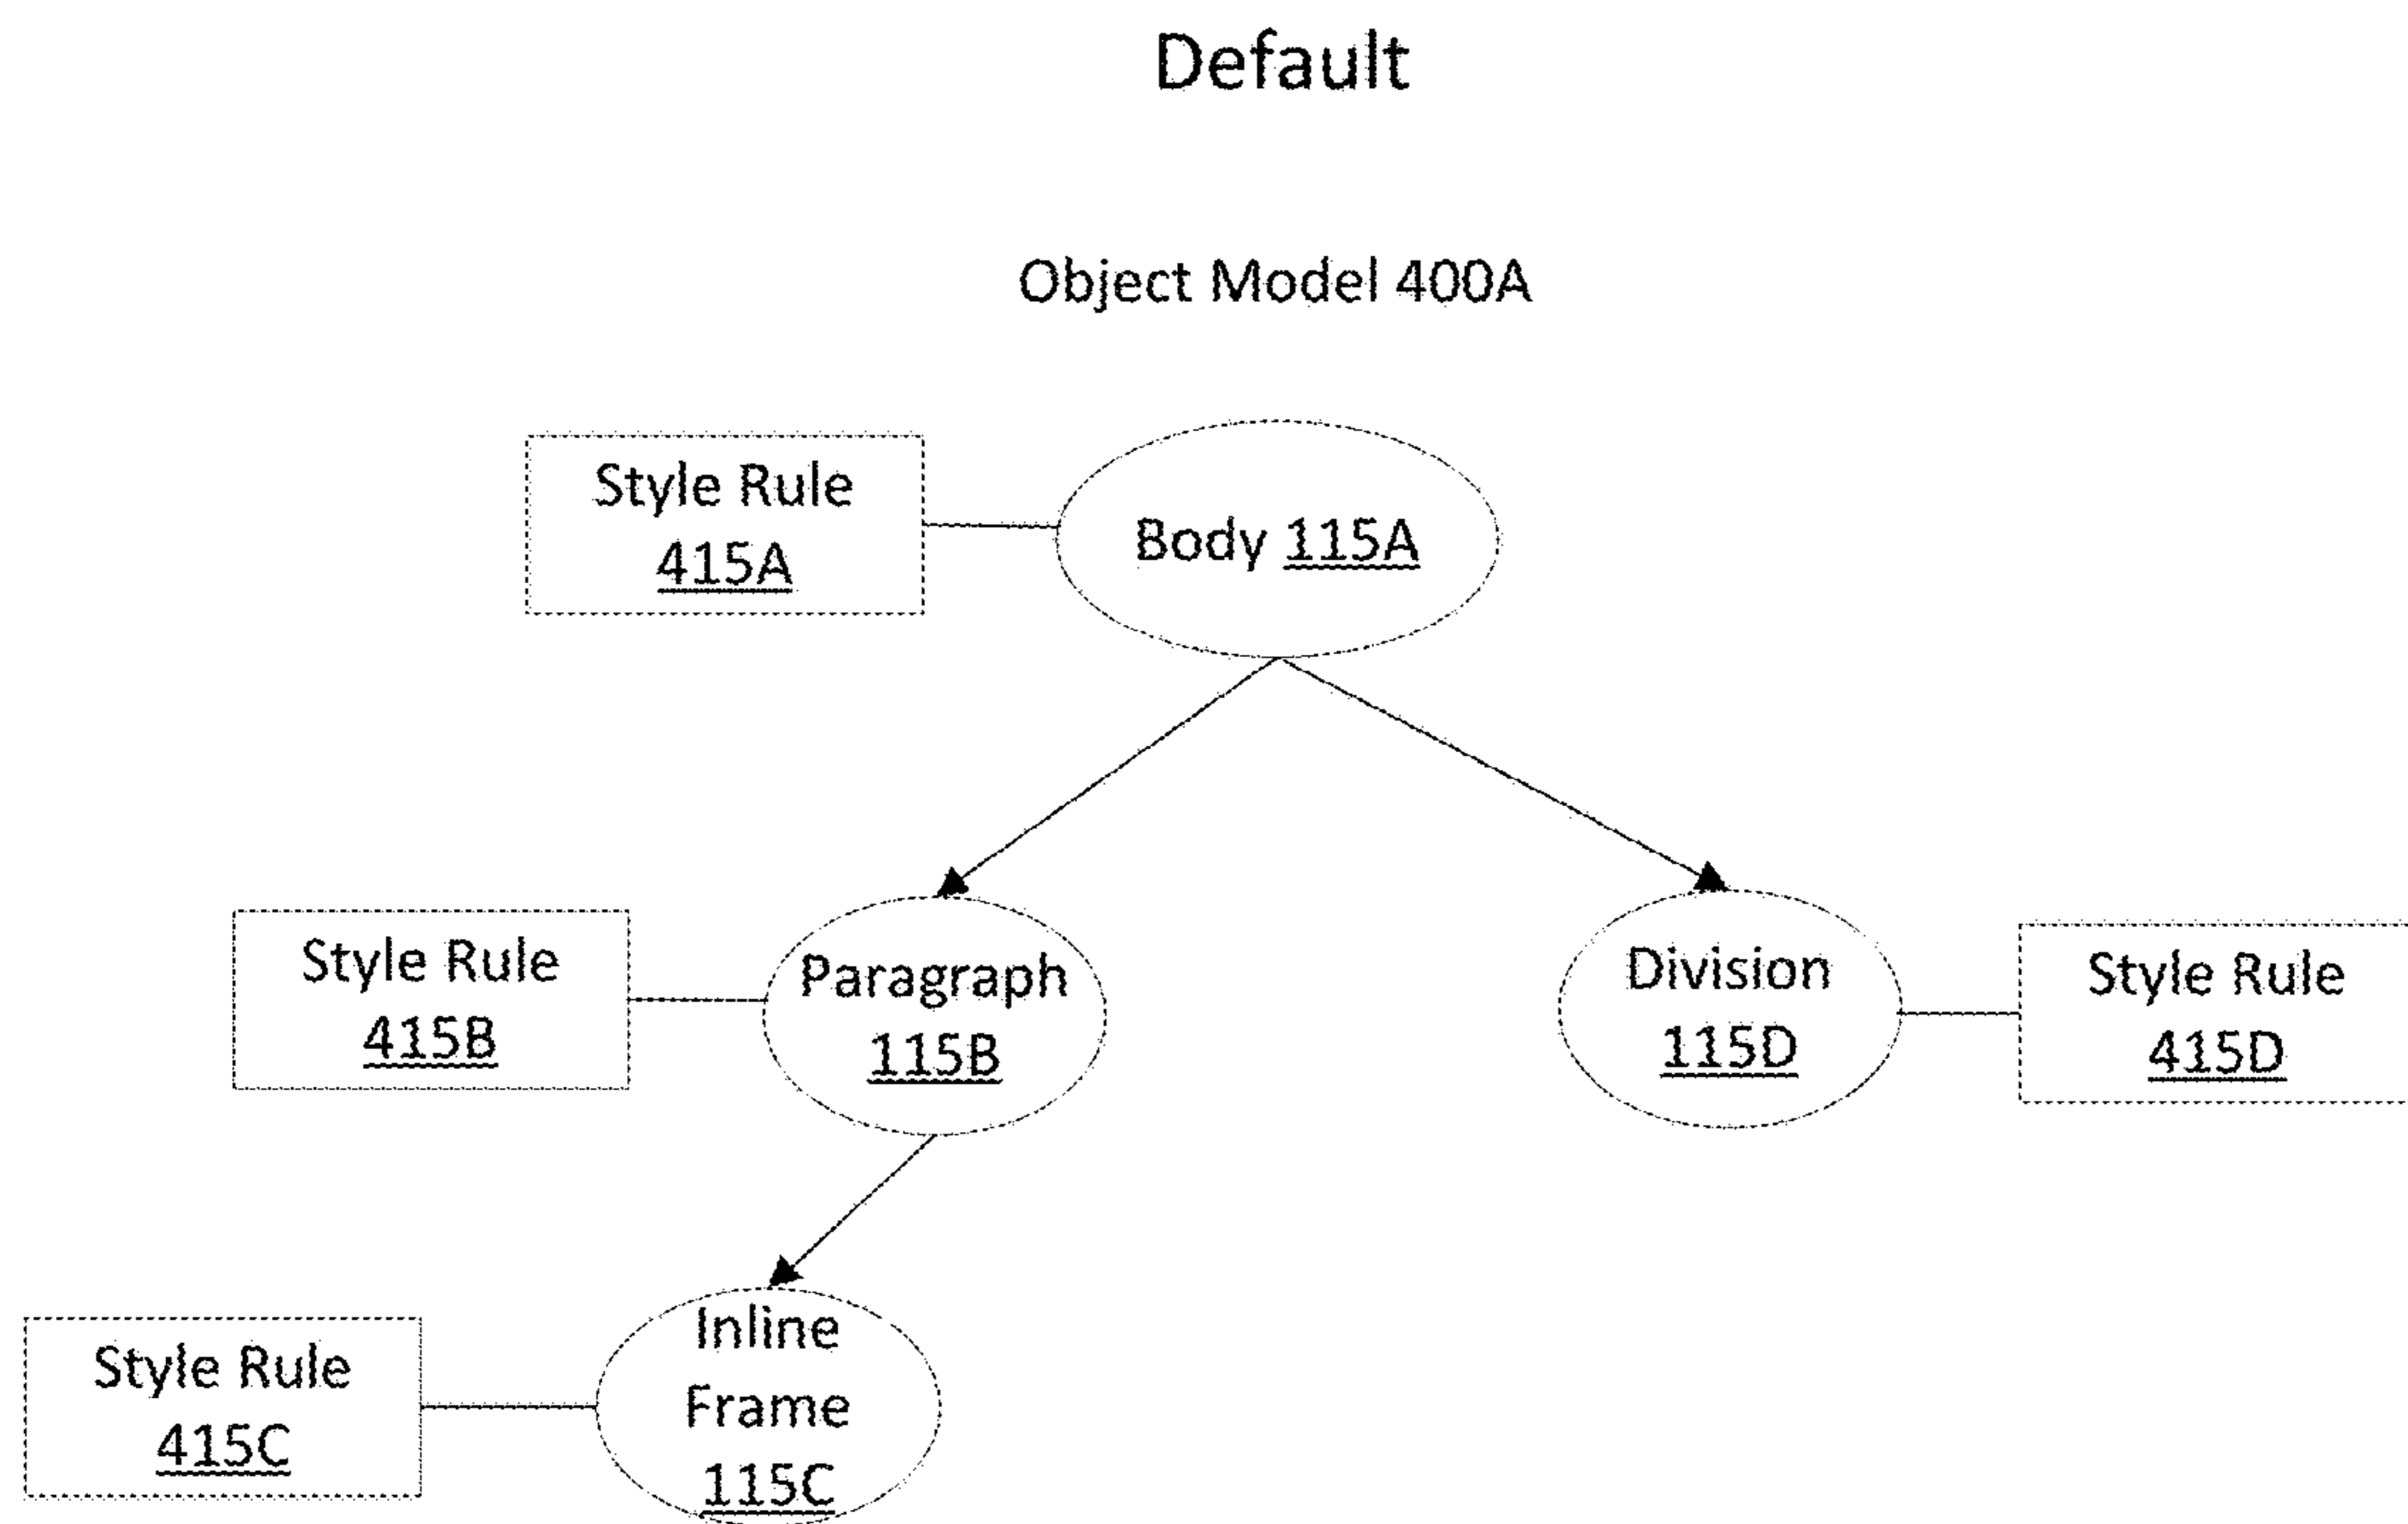 Default
Object Model 400A
Style Rule
415A
Body 115A
Style Rule
415B
Paragraph
115B
Division
115D
Style Rule
415D
Style Rule
415C
Inline
Frame
115C